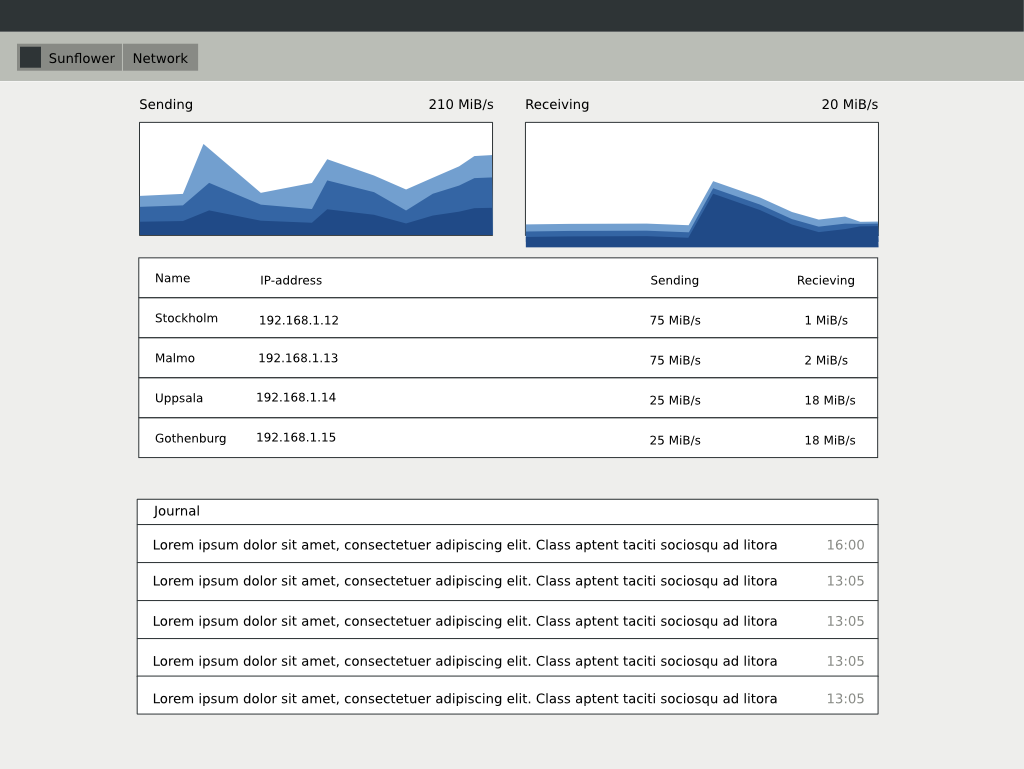 Sunflower Network
Sending 210 MiB/s Receiving 20 MiB/s
Name IP-address Sending Recieving
Stockholm 192.168.1.12 75 MiB/s 1 MiB/s
Malmo 192.168.1.13 75 MiB/s 2 MiB/s
Uppsala 192.168.1.14 25 MiB/s 18 MiB/s
Gothenburg 192.168.1.15 25 MiB/s 18 MiB/s
Journal
Lorem ipsum dolor sit amet, consectetuer adipiscing elit. Class aptent taciti sociosqu ad litora 16:00
Lorem ipsum dolor sit amet, consectetuer adipiscing elit. Class aptent taciti sociosqu ad litora 13:05
Lorem ipsum dolor sit amet, consectetuer adipiscing elit. Class aptent taciti sociosqu ad litora 13:05
Lorem ipsum dolor sit amet, consectetuer adipiscing elit. Class aptent taciti sociosqu ad litora 13:05
Lorem ipsum dolor sit amet, consectetuer adipiscing elit. Class aptent taciti sociosqu ad litora 13:05